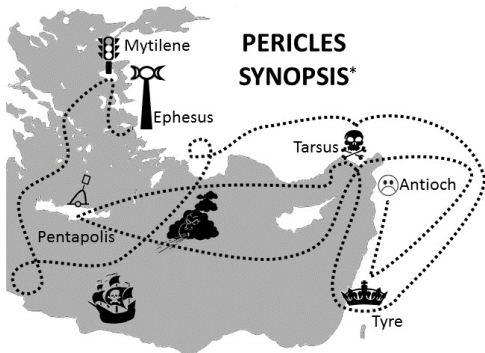 Mytilene
PERICLES
SYNOPSIS*
Ephesus
Tarsus
Antioch
Pentapolis
Tyre